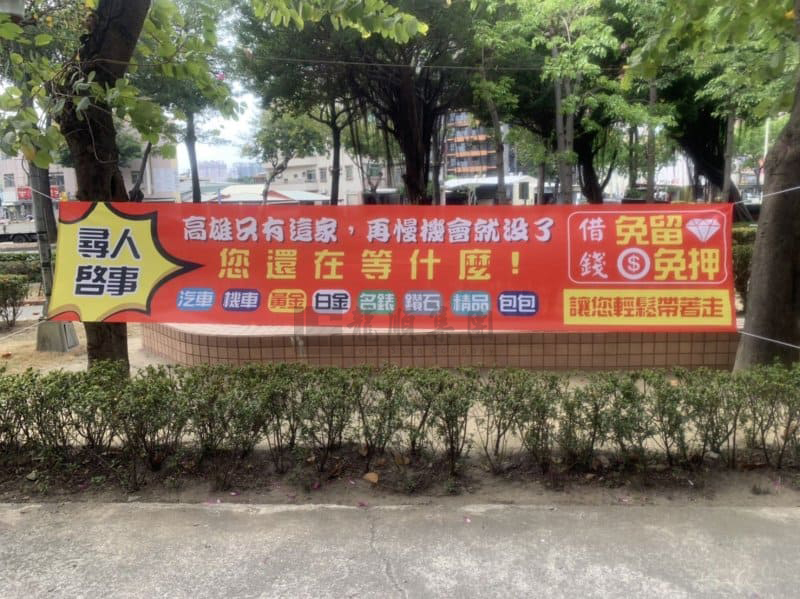 尋人
啓事
高雄只有這家，再慢機會就没了
您還在等什麼！
汽車 機車 黃金 白金 名錶 鑽石 精品 包包
借錢
免留
$免押
讓您輕鬆帶著走